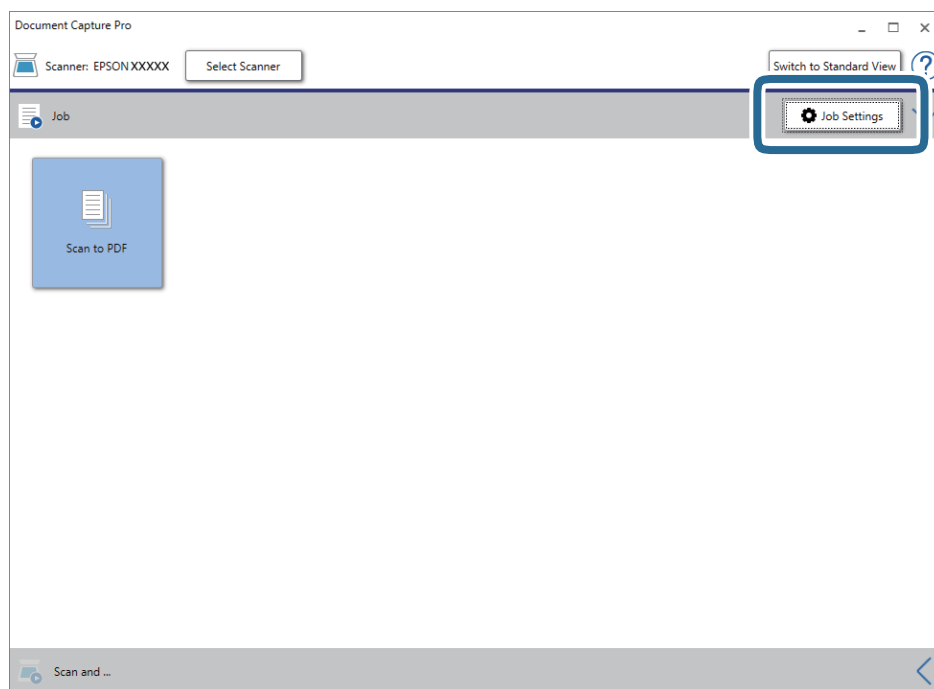 Document Capture Pro
Scanner: EPSON XXXXX
Select Scanner
Switch to Standard View
?
Job
Job Settings
Scan to PDF
Scan and ...